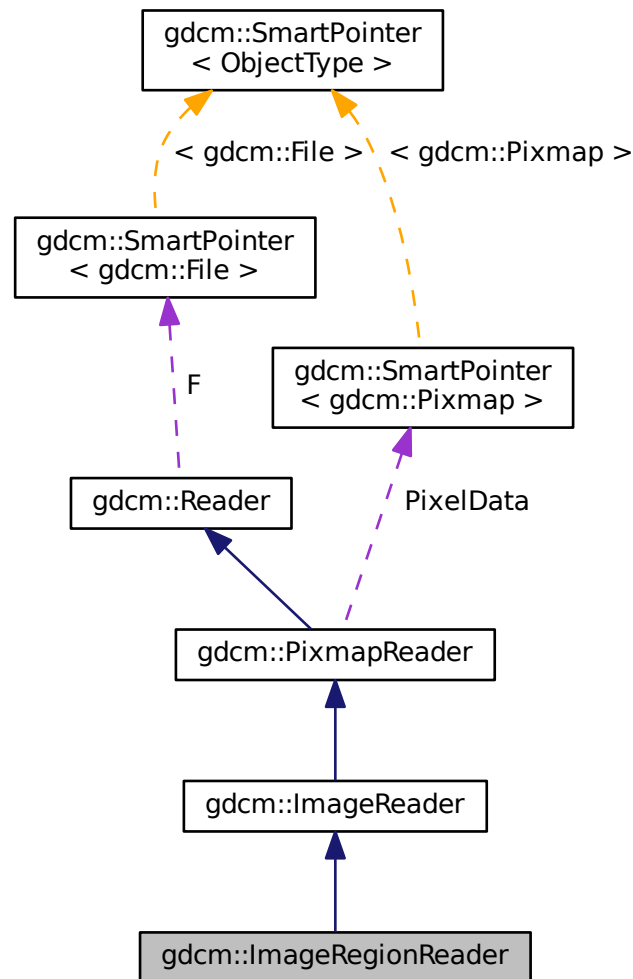 gdcm::SmartPointer
< ObjectType >
< gdcm::File >
< gdcm::Pixmap >
gdcm::SmartPointer
< gdcm::File >
gdcm::SmartPointer
< gdcm::Pixmap >
F
gdcm::Reader
PixelData
gdcm::PixmapReader
gdcm::ImageReader
gdcm::ImageRegionReader